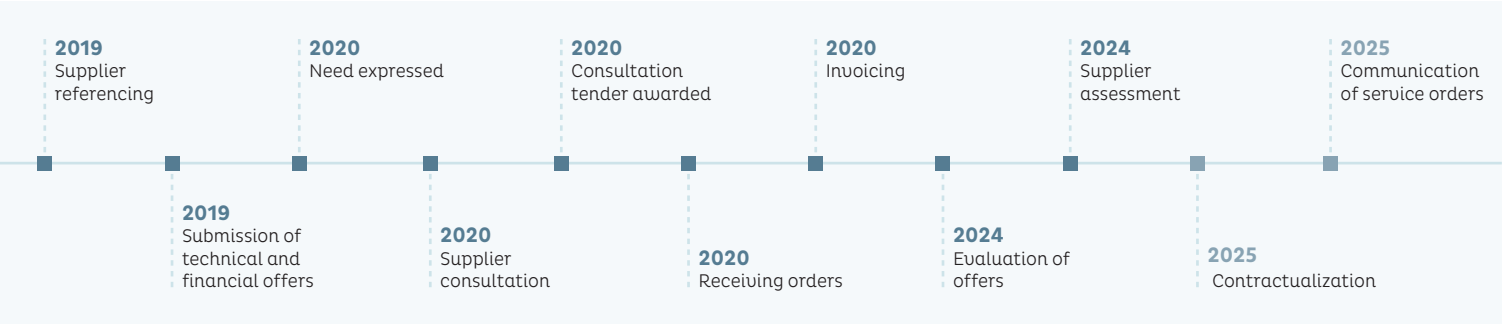 2019
Supplier
referencing
2019
Submission of
technical and
financial offers
2020
Need expressed
2020
Supplier
consultation
2020
Consultation
tender awarded
2020
Receiving orders
2020
Invoicing
2024
Evaluation of
offers
2024
Supplier
assessment
2025
Contractualization
2025
Communication
of service orders